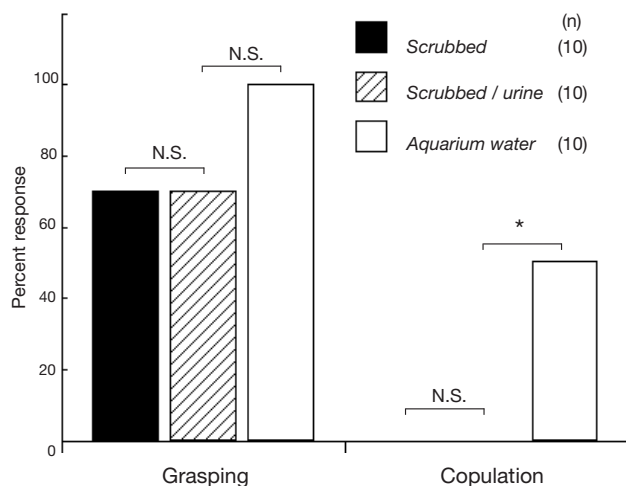 (n)
Scrubbed (10)
N.S.
100
Scrubbed / urine (10)
Aquarium water (10)
N.S.
80
60
*
40
20
N.S.
0
Percent response
Grasping Copulation